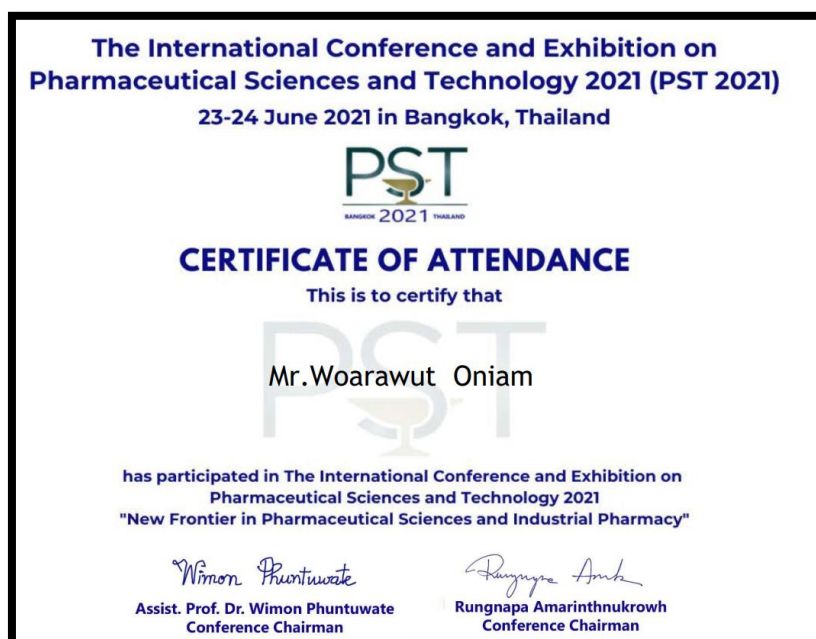 The International Conference and Exhibition on
Pharmaceutical Sciences and Technology 2021 (PST 2021)
23-24 June 2021 in Bangkok, Thailand
PST
BANGKOK 2021 THAILAND
CERTIFICATE OF ATTENDANCE
This is to certify that
PST
Mr.Woarawut Oniam
has participated in The International Conference and Exhibition on
Pharmaceutical Sciences and Technology 2021
"New Frontier in Pharmaceutical Sciences and Industrial Pharmacy"
Wimon Phuntuwate
Assist. Prof. Dr. Wimon Phuntuwate
Conference Chairman
Rungnapa Amarinthnukrowh
Conference Chairman